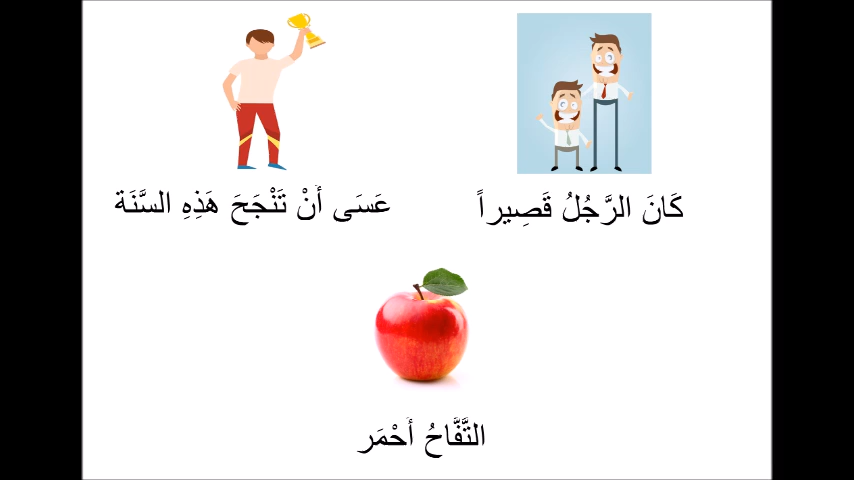 كَانَ الرَّجُلُ قَصِيراً
عَسَى أَنْ تَنْجَحَ هَذِهِ السَّنَة
التَّفَّاحُ أَحْمَر